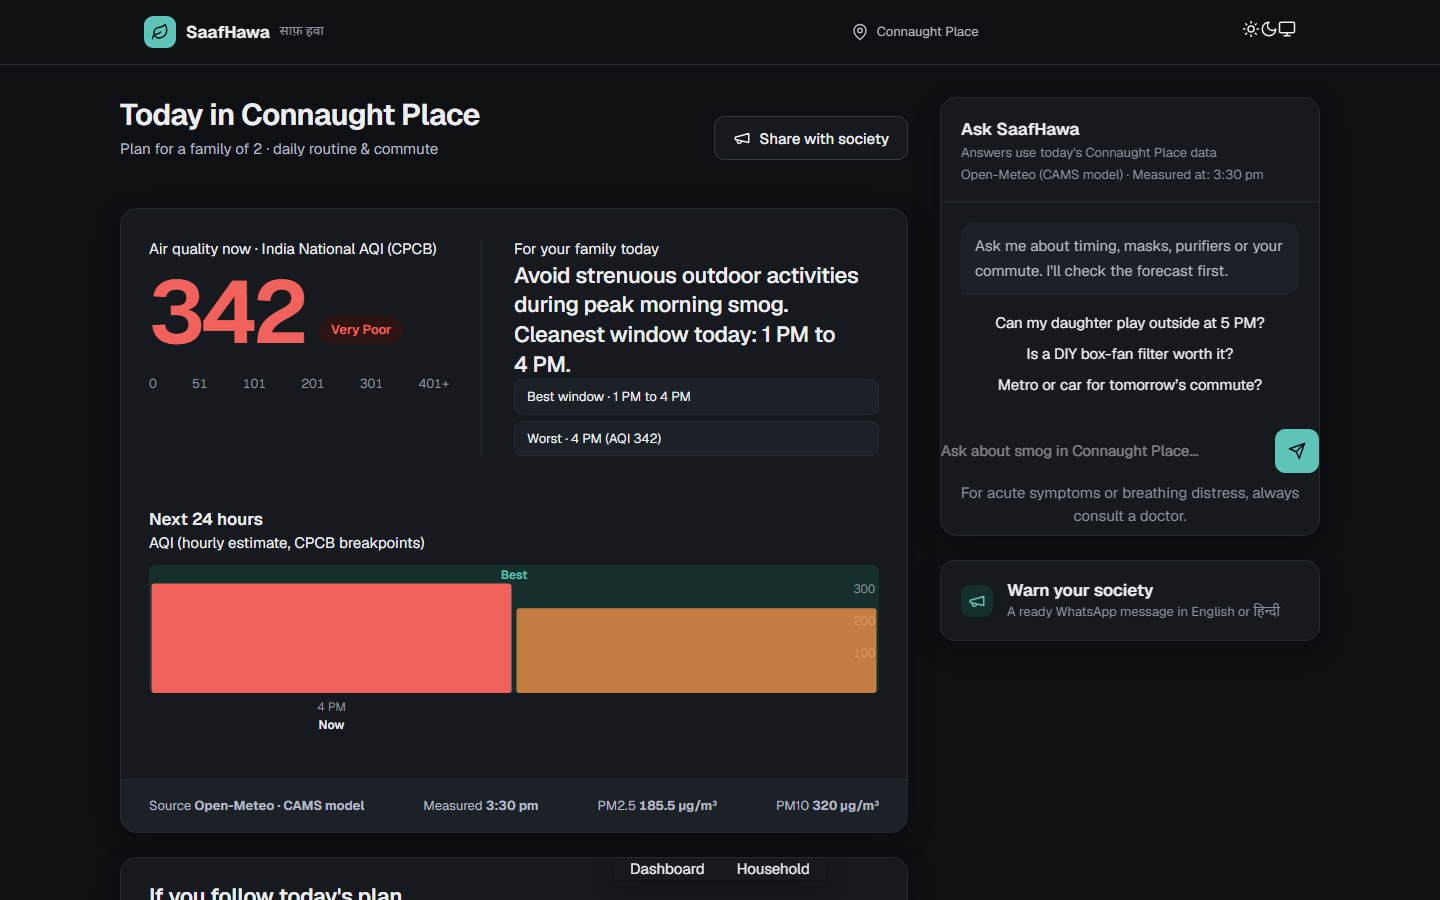 SaafHawa साफ़ हवा
Connaught Place
Today in Connaught Place
Plan for a family of 2 · daily routine & commute
Share with society
Air quality now · India National AQI (CPCB)
342 Very Poor
0 51 101 201 301 401+
For your family today
Avoid strenuous outdoor activities
during peak morning smog.
Cleanest window today: 1 PM to
4 PM.
Best window · 1 PM to 4 PM
Worst · 4 PM (AQI 342)
Next 24 hours
AQI (hourly estimate, CPCB breakpoints)
Best
300
200
100
4 PM
Now
Source Open-Meteo · CAMS model Measured 3:30 pm PM2.5 185.5 µg/m³ PM10 320 µg/m³
If you follow today's plan
Dashboard Household
Ask SaafHawa
Answers use today's Connaught Place data
Open-Meteo (CAMS model) · Measured at: 3:30 pm
Ask me about timing, masks, purifiers or your
commute. I'll check the forecast first.
Can my daughter play outside at 5 PM?
Is a DIY box-fan filter worth it?
Metro or car for tomorrow's commute?
Ask about smog in Connaught Place...
For acute symptoms or breathing distress, always
consult a doctor.
Warn your society
A ready WhatsApp message in English or हिन्दी